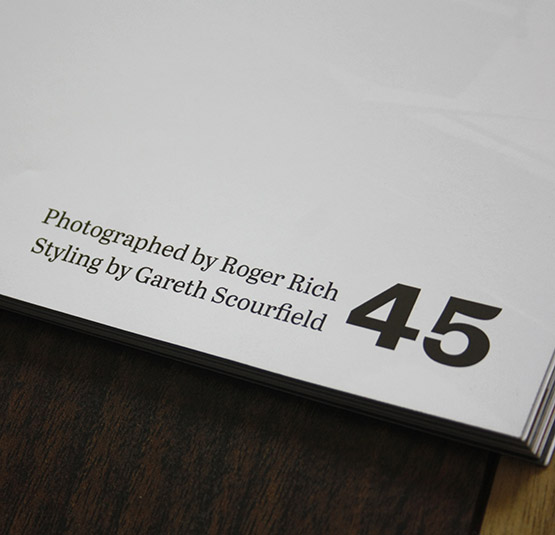 Photographed by Roger Rich
Styling by Gareth Scourfield
45